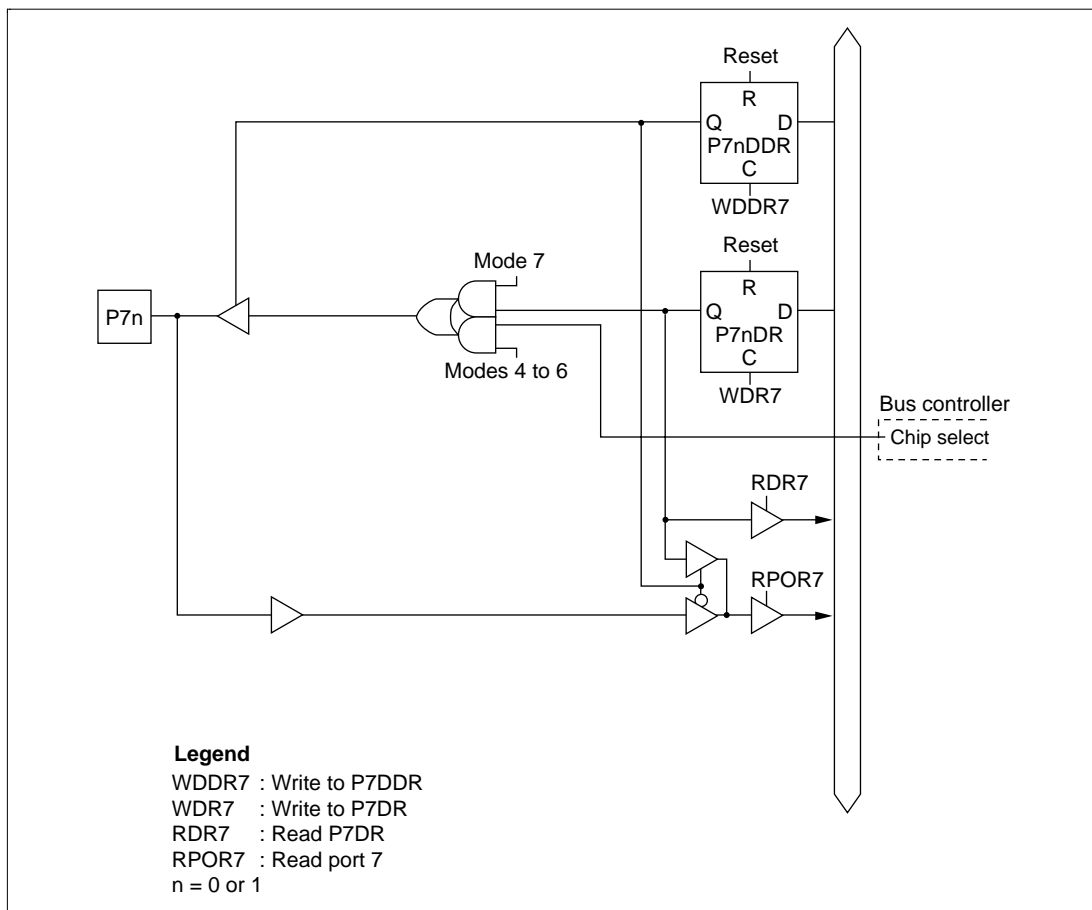 Reset
R
Q D
P7nDDR
C
WDDR7
Reset
Mode 7
R
P7n
Q D
P7nDR
C
Modes 4 to 6
WDR7
Bus controller
Chip select
RDR7
RPOR7
Legend
WDDR7 : Write to P7DDR
WDR7 : Write to P7DR
RDR7 : Read P7DR
RPOR7 : Read port 7
n = 0 or 1